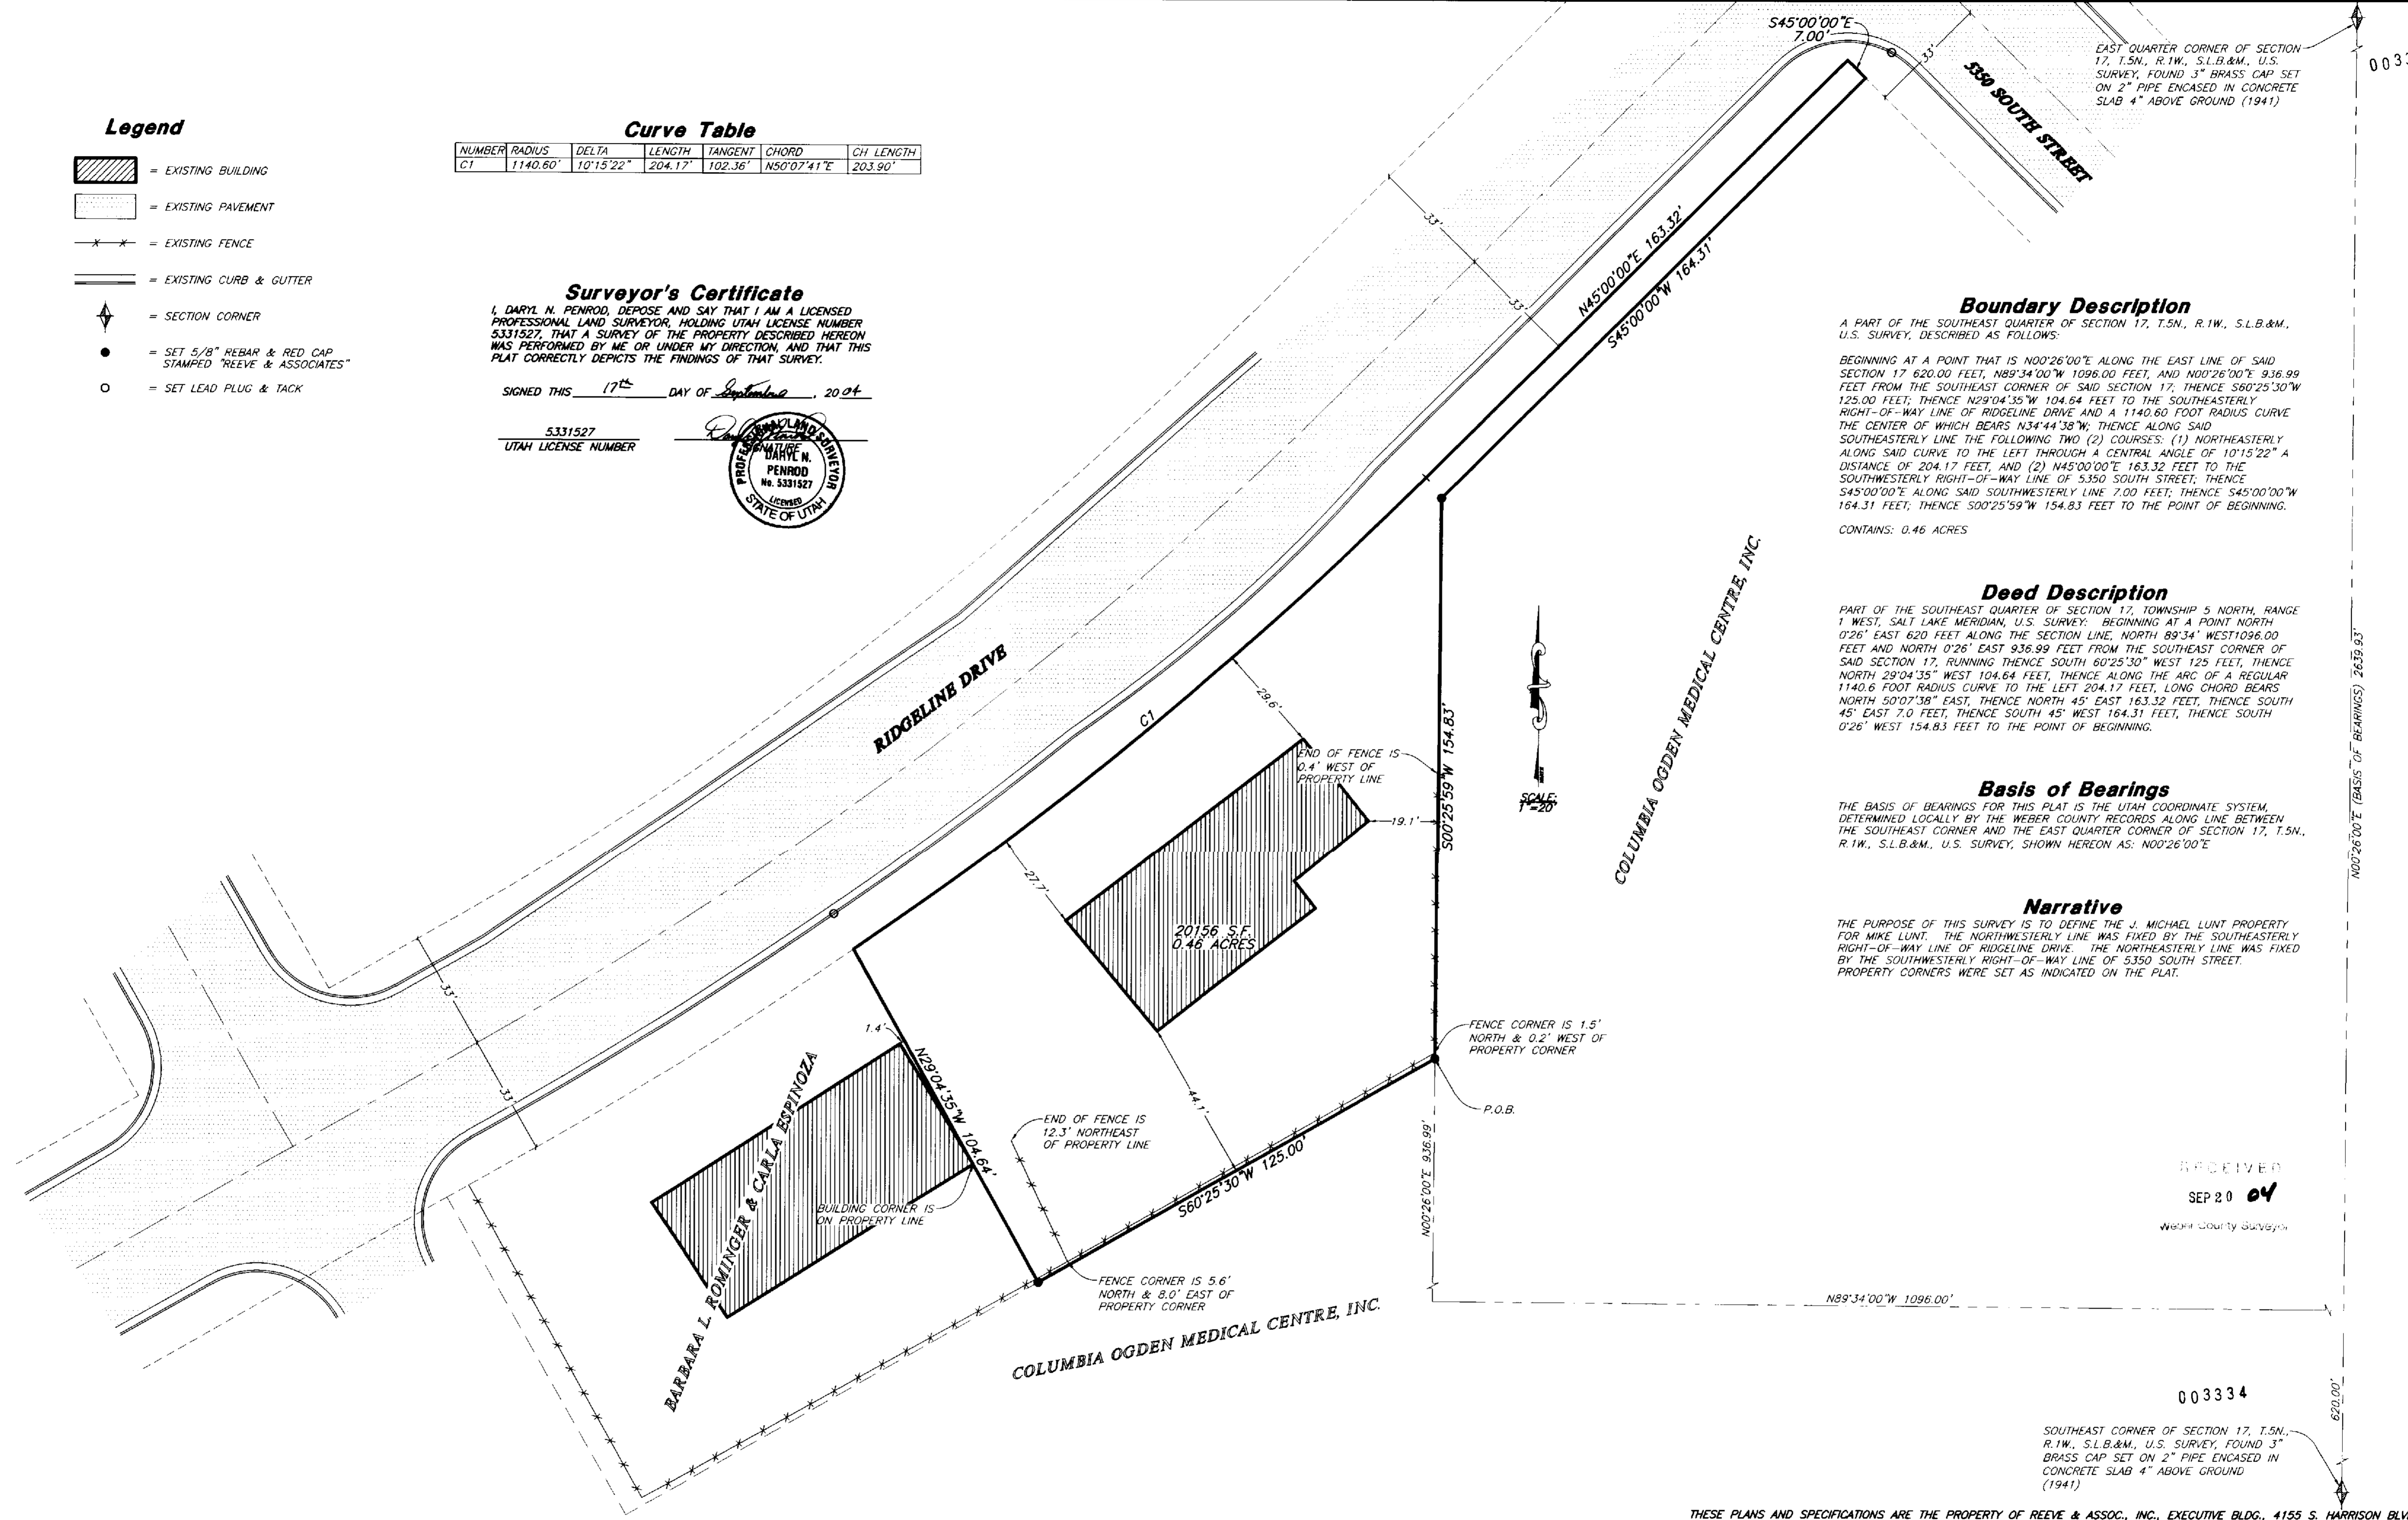 Legend
= EXISTING BUILDING
= EXISTING PAVEMENT
= EXISTING FENCE
= EXISTING CURB & GUTTER
= SECTION CORNER
= SET 5/8" REBAR & RED CAP
STAMPED "REEVE & ASSOCIATES"
= SET LEAD PLUG & TACK
Curve Table
NUMBER RADIUS DELTA LENGTH TANGENT CHORD CH LENGTH
C1 1140.60' 10°15'22" 204.17' 102.36' N50°07'41"E 203.90'
Surveyor's Certificate
I, DARYL N. PENROD, DEPOSE AND SAY THAT I AM A LICENSED
PROFESSIONAL LAND SURVEYOR, HOLDING UTAH LICENSE NUMBER
5331527, THAT A SURVEY OF THE PROPERTY DESCRIBED HEREON
WAS PERFORMED BY ME OR UNDER MY DIRECTION, AND THAT THIS
PLAT CORRECTLY DEPICTS THE FINDINGS OF THAT SURVEY.
SIGNED THIS 17th DAY OF September, 2004
5331527
UTAH LICENSE NUMBER
SIGNATURE
PROFESSIONAL LAND SURVEYOR
DARYL N.
PENROD
No. 5331527
LICENSED
STATE OF UTAH
S45°00'00"E
7.00'
33'
5350 SOUTH STREET
EAST QUARTER CORNER OF SECTION
17, T.5N., R.1W., S.L.B.&M., U.S.
SURVEY, FOUND 3" BRASS CAP SET
ON 2" PIPE ENCASED IN CONCRETE
SLAB 4" ABOVE GROUND (1941)
33'
33'
N45°00'00"E 163.32'
S45°00'00"W 164.31'
RIDGELINE DRIVE
C1
29.6'
27.7'
END OF FENCE IS
0.4' WEST OF
PROPERTY LINE
19.1'
S00°25'59"W 154.83'
SCALE:
1"=20'
COLUMBIA OGDEN MEDICAL CENTRE, INC.
20156 S.F.
0.46 ACRES
44.1'
33'
33'
1.4'
N29°04'35"W 104.64'
BARBARA L. ROMINGER & CARLA ESPINOZA
BUILDING CORNER IS
ON PROPERTY LINE
END OF FENCE IS
12.3' NORTHEAST
OF PROPERTY LINE
FENCE CORNER IS 5.6'
NORTH & 8.0' EAST OF
PROPERTY CORNER
S60°25'30"W 125.00'
FENCE CORNER IS 1.5'
NORTH & 0.2' WEST OF
PROPERTY CORNER
P.O.B.
COLUMBIA OGDEN MEDICAL CENTRE, INC.
N00°26'00"E 936.99'
N89°34'00"W 1096.00'
Boundary Description
A PART OF THE SOUTHEAST QUARTER OF SECTION 17, T.5N., R.1W., S.L.B.&M.,
U.S. SURVEY, DESCRIBED AS FOLLOWS:
BEGINNING AT A POINT THAT IS N00°26'00"E ALONG THE EAST LINE OF SAID
SECTION 17 620.00 FEET, N89°34'00"W 1096.00 FEET, AND N00°26'00"E 936.99
FEET FROM THE SOUTHEAST CORNER OF SAID SECTION 17; THENCE S60°25'30"W
125.00 FEET; THENCE N29°04'35"W 104.64 FEET TO THE SOUTHEASTERLY
RIGHT-OF-WAY LINE OF RIDGELINE DRIVE AND A 1140.60 FOOT RADIUS CURVE
THE CENTER OF WHICH BEARS N34°44'38"W; THENCE ALONG SAID
SOUTHEASTERLY LINE THE FOLLOWING TWO (2) COURSES: (1) NORTHEASTERLY
ALONG SAID CURVE TO THE LEFT THROUGH A CENTRAL ANGLE OF 10°15'22" A
DISTANCE OF 204.17 FEET, AND (2) N45°00'00"E 163.32 FEET TO THE
SOUTHWESTERLY RIGHT-OF-WAY LINE OF 5350 SOUTH STREET; THENCE
S45°00'00"E ALONG SAID SOUTHWESTERLY LINE 7.00 FEET; THENCE S45°00'00"W
164.31 FEET; THENCE S00°25'59"W 154.83 FEET TO THE POINT OF BEGINNING.
CONTAINS: 0.46 ACRES
Deed Description
PART OF THE SOUTHEAST QUARTER OF SECTION 17, TOWNSHIP 5 NORTH, RANGE
1 WEST, SALT LAKE MERIDIAN, U.S. SURVEY: BEGINNING AT A POINT NORTH
0°26' EAST 620 FEET ALONG THE SECTION LINE, NORTH 89°34' WEST1096.00
FEET AND NORTH 0°26' EAST 936.99 FEET FROM THE SOUTHEAST CORNER OF
SAID SECTION 17, RUNNING THENCE SOUTH 60°25'30" WEST 125 FEET, THENCE
NORTH 29°04'35" WEST 104.64 FEET, THENCE ALONG THE ARC OF A REGULAR
1140.6 FOOT RADIUS CURVE TO THE LEFT 204.17 FEET, LONG CHORD BEARS
NORTH 50°07'38" EAST, THENCE NORTH 45° EAST 163.32 FEET, THENCE SOUTH
45° EAST 7.0 FEET, THENCE SOUTH 45° WEST 164.31 FEET, THENCE SOUTH
0°26' WEST 154.83 FEET TO THE POINT OF BEGINNING.
Basis of Bearings
THE BASIS OF BEARINGS FOR THIS PLAT IS THE UTAH COORDINATE SYSTEM,
DETERMINED LOCALLY BY THE WEBER COUNTY RECORDS ALONG LINE BETWEEN
THE SOUTHEAST CORNER AND THE EAST QUARTER CORNER OF SECTION 17, T.5N.,
R.1W., S.L.B.&M., U.S. SURVEY, SHOWN HEREON AS: N00°26'00"E
Narrative
THE PURPOSE OF THIS SURVEY IS TO DEFINE THE J. MICHAEL LUNT PROPERTY
FOR MIKE LUNT. THE NORTHWESTERLY LINE WAS FIXED BY THE SOUTHEASTERLY
RIGHT-OF-WAY LINE OF RIDGELINE DRIVE. THE NORTHEASTERLY LINE WAS FIXED
BY THE SOUTHWESTERLY RIGHT-OF-WAY LINE OF 5350 SOUTH STREET.
PROPERTY CORNERS WERE SET AS INDICATED ON THE PLAT.
N00°26'00"E (BASIS OF BEARINGS) 2639.93'
RECEIVED
SEP 20 04
Weber County Surveyor
003334
620.00'
SOUTHEAST CORNER OF SECTION 17, T.5N.,
R.1W., S.L.B.&M., U.S. SURVEY, FOUND 3"
BRASS CAP SET ON 2" PIPE ENCASED IN
CONCRETE SLAB 4" ABOVE GROUND
(1941)
THESE PLANS AND SPECIFICATIONS ARE THE PROPERTY OF REEVE & ASSOC., INC., EXECUTIVE BLDG., 4155 S. HARRISON